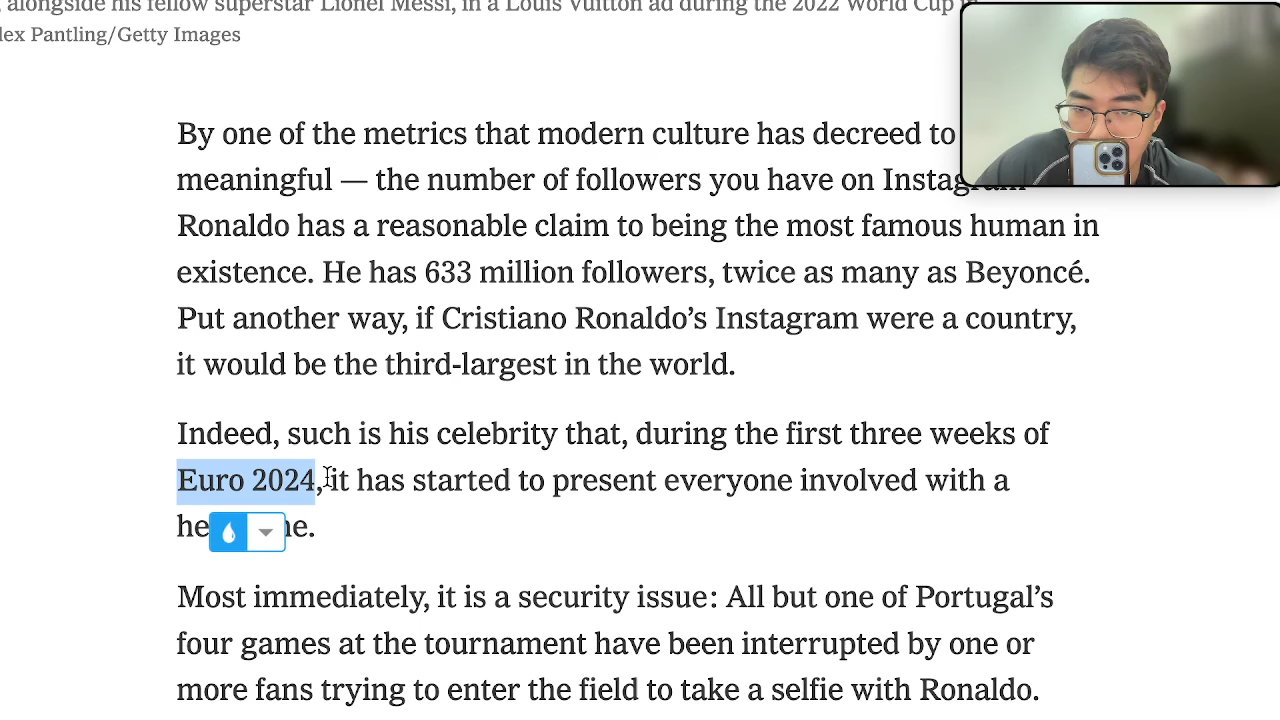 , alongside his fellow superstar Lionel Messi, in a Louis Vuitton ad during the 2022 World Cup in
lex Pantling/Getty Images
By one of the metrics that modern culture has decreed to
meaningful — the number of followers you have on Instagram
Ronaldo has a reasonable claim to being the most famous human in
existence. He has 633 million followers, twice as many as Beyoncé.
Put another way, if Cristiano Ronaldo’s Instagram were a country,
it would be the third-largest in the world.
Indeed, such is his celebrity that, during the first three weeks of
Euro 2024, it has started to present everyone involved with a
he
Most immediately, it is a security issue: All but one of Portugal’s
four games at the tournament have been interrupted by one or
more fans trying to enter the field to take a selfie with Ronaldo.